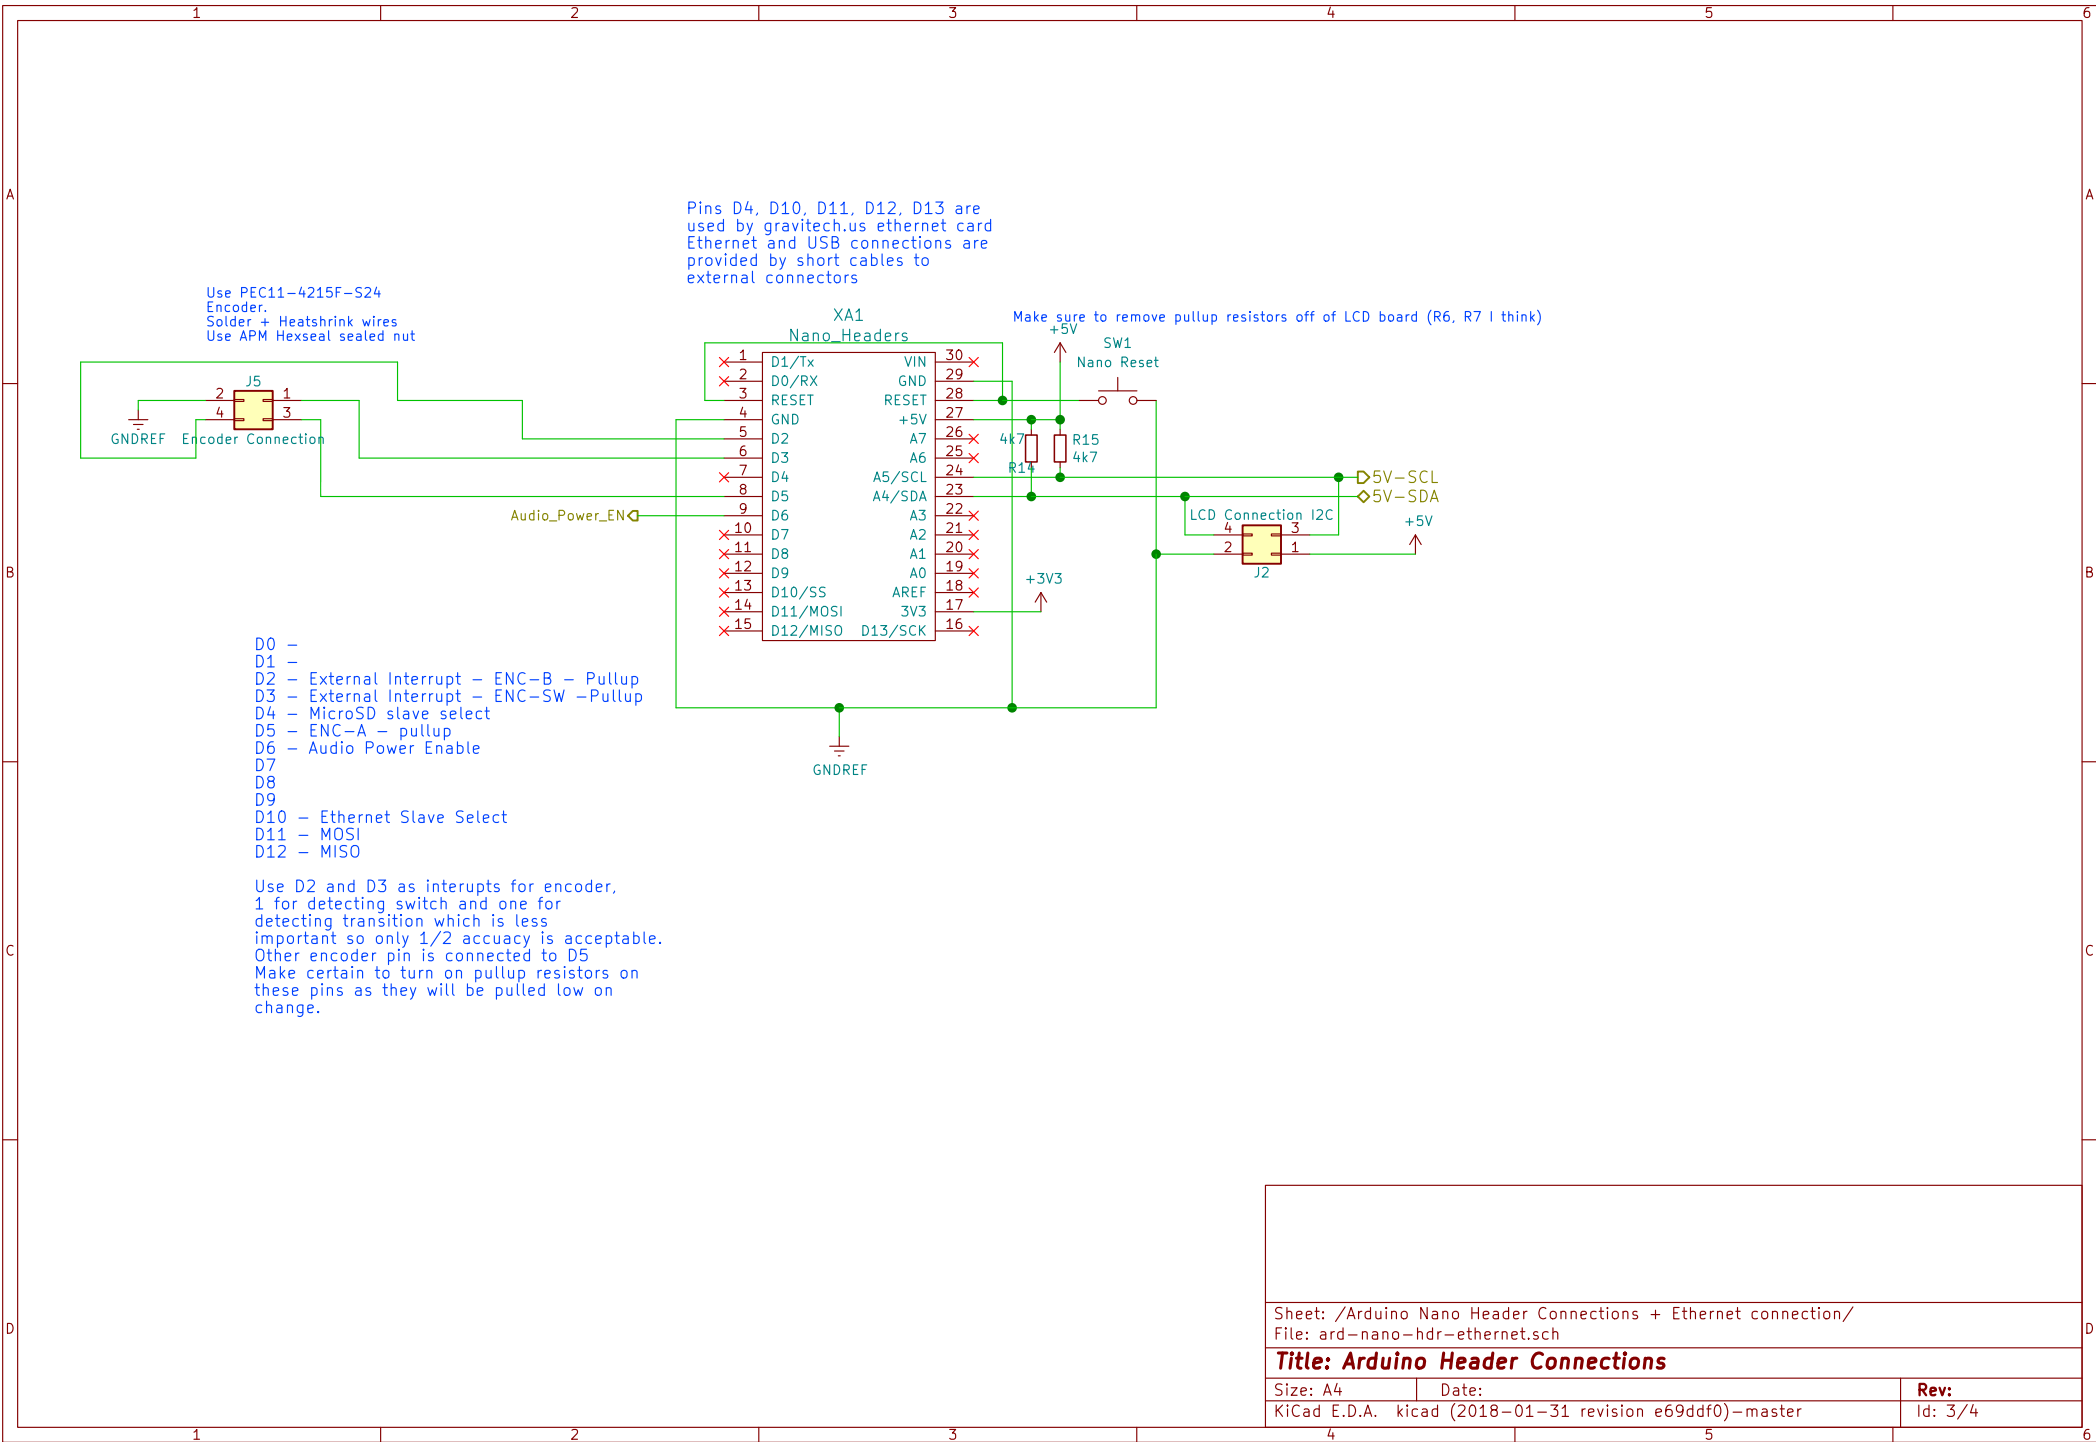 1 2 3 4 5 6
A A
B B
C C
D D
Pins D4, D10, D11, D12, D13 are
used by gravitech.us ethernet card
Ethernet and USB connections are
provided by short cables to
external connectors
Use PEC11-4215F-S24
Encoder.
Solder + Heatshrink wires
Use APM Hexseal sealed nut
J5
2 1
4 3
GNDREF
Encoder Connection
XA1
Nano_Headers
1 D1/Tx VIN 30
2 D0/RX GND 29
3 RESET RESET 28
4 GND +5V 27
5 D2 A7 26
6 D3 A6 25
7 D4 A5/SCL 24
8 D5 A4/SDA 23
9 D6 A3 22
10 D7 A2 21
11 D8 A1 20
12 D9 A0 19
13 D10/SS AREF 18
14 D11/MOSI 3V3 17
15 D12/MISO D13/SCK 16
Audio_Power_EN
Make sure to remove pullup resistors off of LCD board (R6, R7 I think)
+5V
SW1
Nano Reset
4k7
R14
R15
4k7
5V-SCL
5V-SDA
LCD Connection I2C
4 3
2 1
J2
+5V
+3V3
GNDREF
D0 -
D1 -
D2 - External Interrupt - ENC-B - Pullup
D3 - External Interrupt - ENC-SW -Pullup
D4 - MicroSD slave select
D5 - ENC-A - pullup
D6 - Audio Power Enable
D7
D8
D9
D10 - Ethernet Slave Select
D11 - MOSI
D12 - MISO
Use D2 and D3 as interupts for encoder,
1 for detecting switch and one for
detecting transition which is less
important so only 1/2 accuacy is acceptable.
Other encoder pin is connected to D5
Make certain to turn on pullup resistors on
these pins as they will be pulled low on
change.
Sheet: /Arduino Nano Header Connections + Ethernet connection/
File: ard-nano-hdr-ethernet.sch
Title: Arduino Header Connections
Size: A4 Date: Rev:
KiCad E.D.A. kicad (2018-01-31 revision e69ddf0)-master Id: 3/4
1 2 3 4 5 6